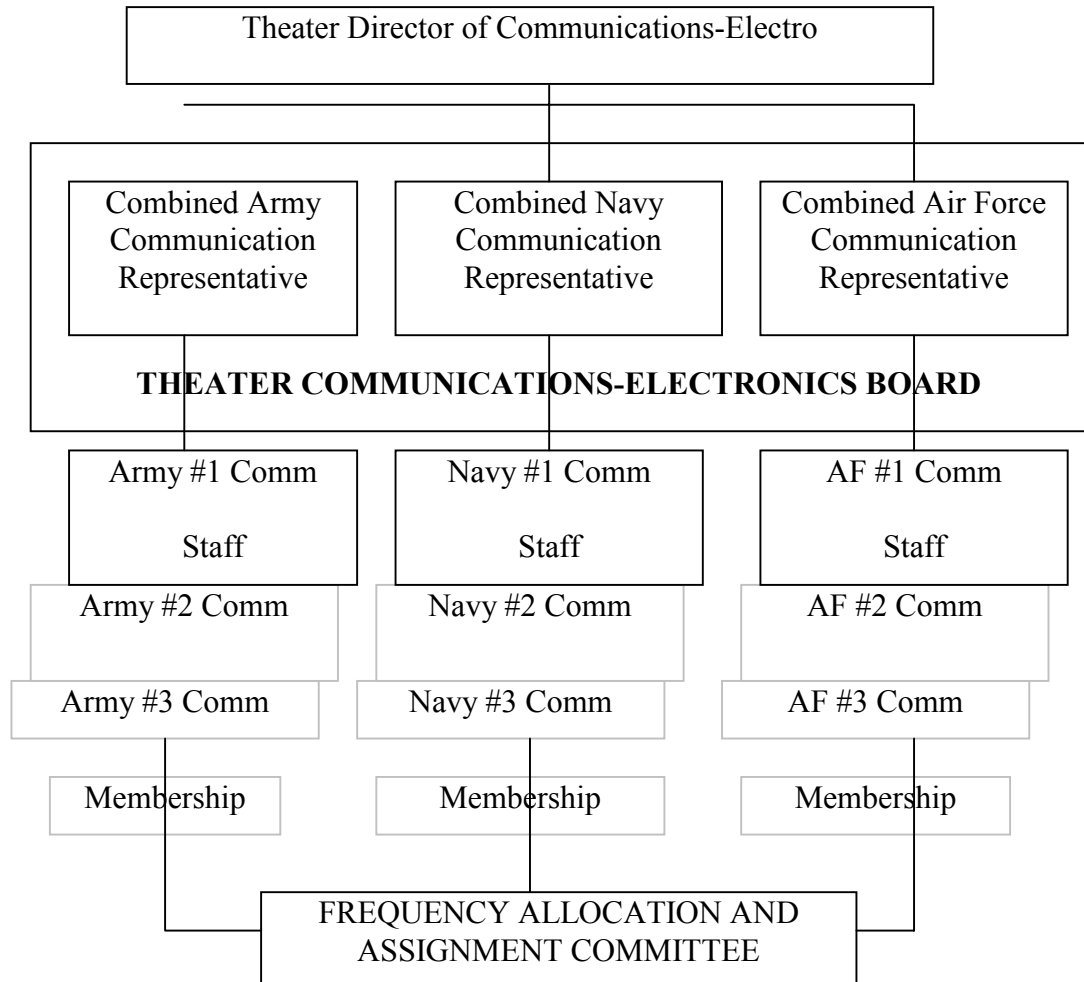 Theater Director of Communications-Electro
Combined Army
Communication
Representative
Combined Navy
Communication
Representative
Combined Air Force
Communication
Representative
THEATER COMMUNICATIONS-ELECTRONICS BOARD
Army #1 Comm
Staff
Navy #1 Comm
Staff
AF #1 Comm
Staff
Army #2 Comm
Navy #2 Comm
AF #2 Comm
Army #3 Comm
Navy #3 Comm
AF #3 Comm
Membership
Membership
Membership
FREQUENCY ALLOCATION AND
ASSIGNMENT COMMITTEE